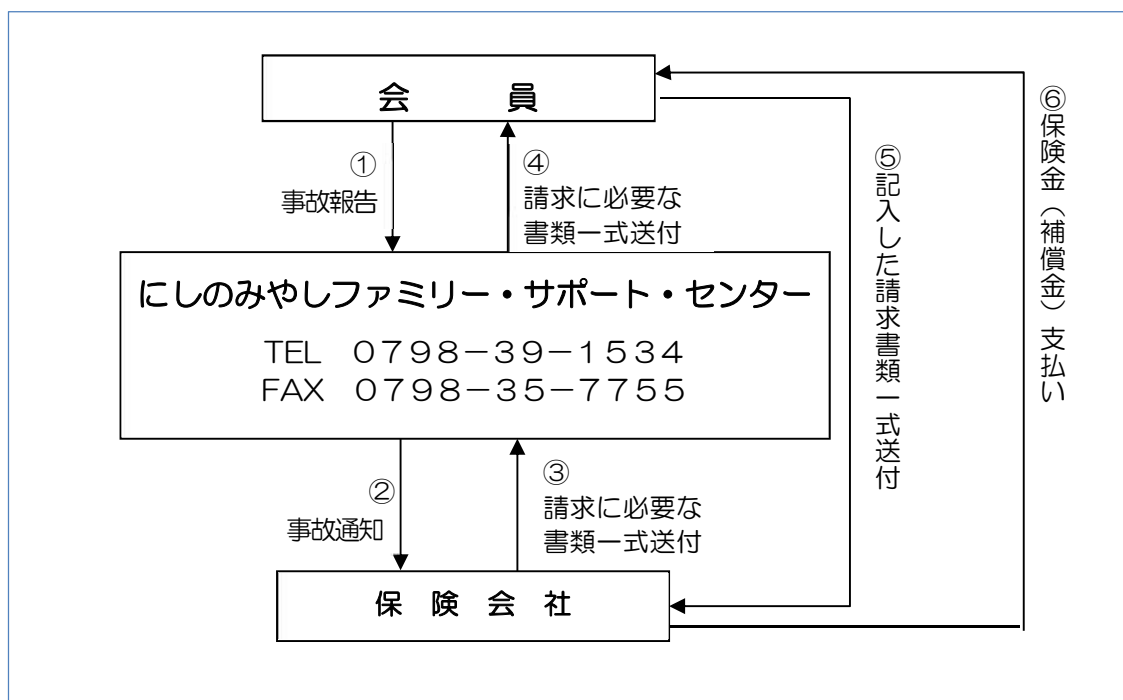 会　　員
①
事故報告
④
請求に必要な
書類一式送付
にしのみやしファミリー・サポート・センター
TEL　０７９８－３９－１５３４
FAX　０７９８－３５－７７５５
②
事故通知
③
請求に必要な
書類一式送付
保　険　会　社
⑤記入した請求書類一式送付
⑥保険金（補償金）支払い